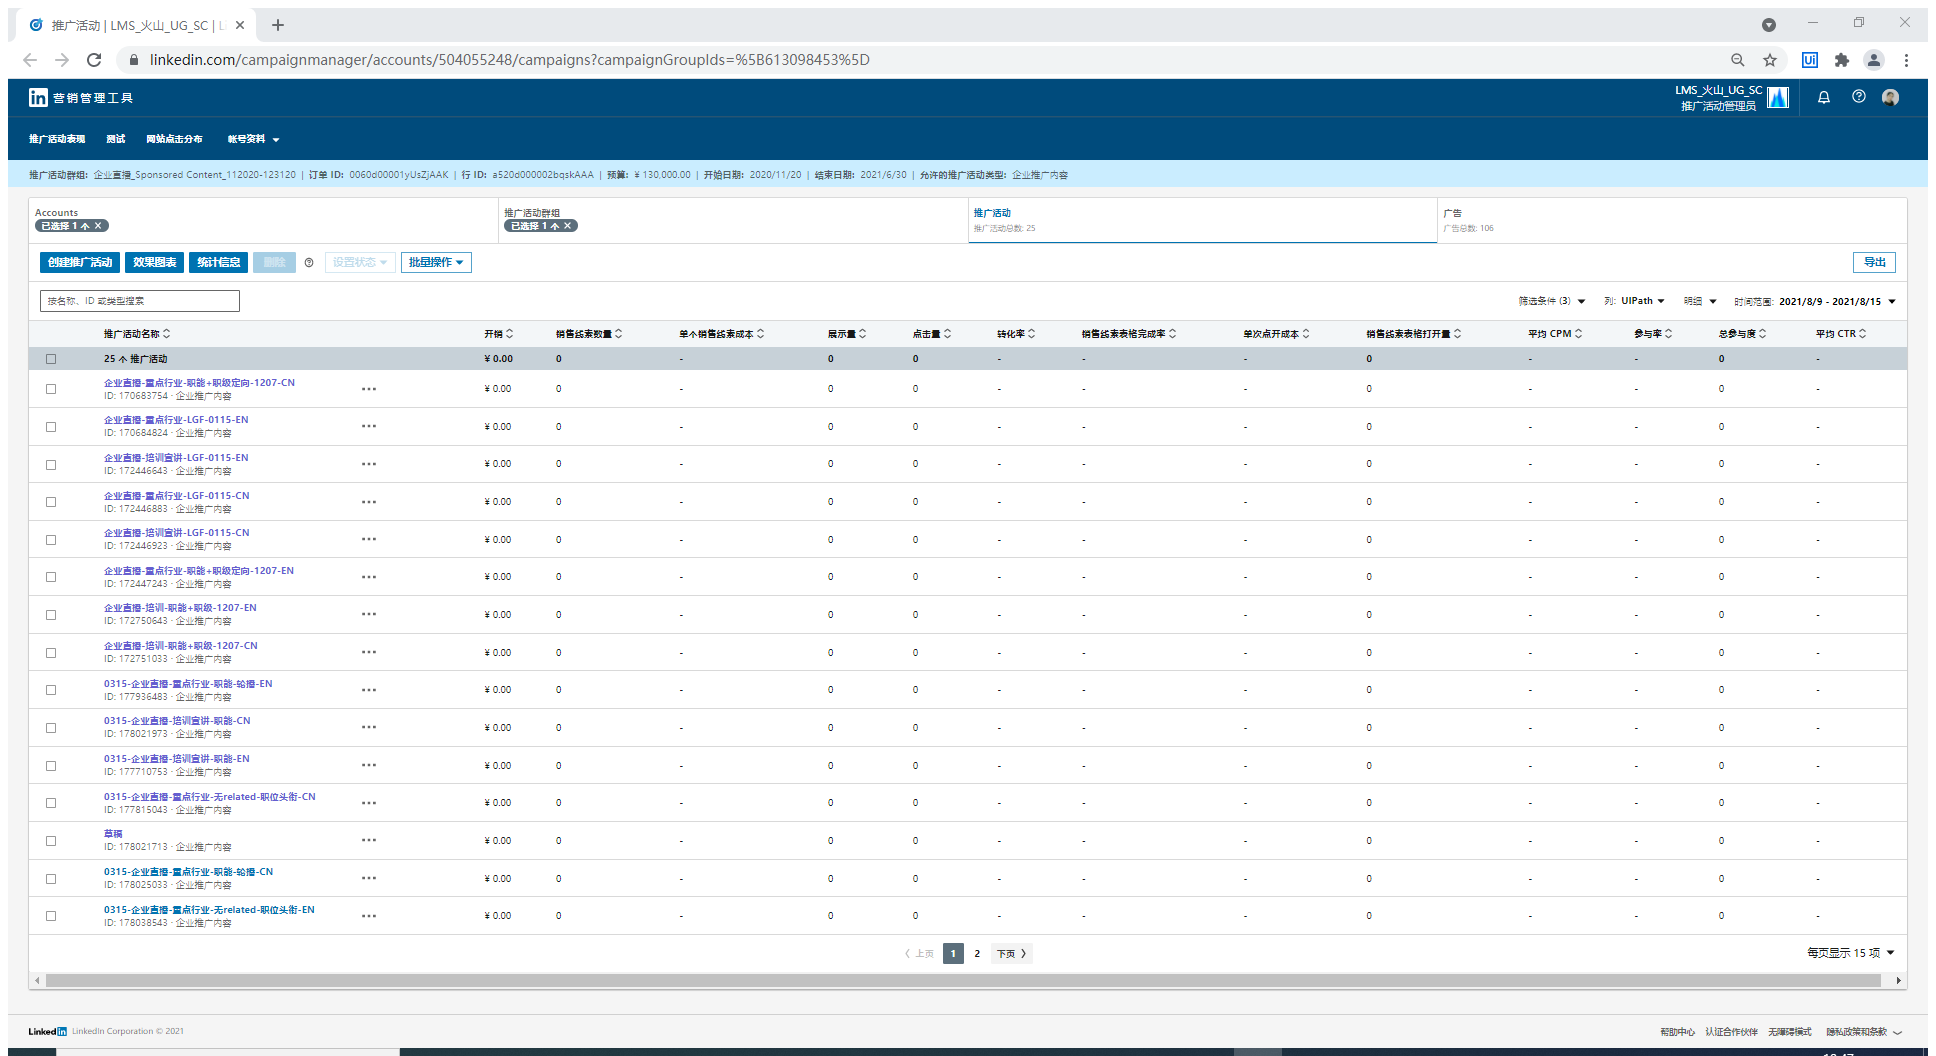 推广活动 | LMS_火山_UG_SC | Li
linkedin.com/campaignmanager/accounts/504055248/campaigns?campaignGroupIds=%5B613098453%5D
in 营销管理工具
LMS_火山_UG_SC
推广活动管理员
推广活动表现 测试 网站点击分布 帐号资料
推广活动群组: 企业直播_Sponsored Content_112020-123120 | 订单 ID: 0060d00001yUsZjAAK | 行 ID: a520d000002bqskAAA | 预算: ¥ 130,000.00 | 开始日期: 2020/11/20 | 结束日期: 2021/6/30 | 允许的推广活动类型: 企业推广内容
Accounts 推广活动群组 推广活动 广告
已选择 1 个 × 已选择 1 个 × 推广活动总数: 25 广告总数: 106
创建推广活动 效果图表 统计信息 删除 设置状态 批量操作 导出
按名称、ID 或类型搜索 筛选条件 (3) 列: UIPath 明细 时间范围: 2021/8/9 - 2021/8/15
推广活动名称 开销 销售线索数量 单个销售线索成本 展示量 点击量 转化率 销售线索表格完成率 单次点开成本 销售线索表格打开量 平均 CPM 参与率 总参与度 平均 CTR
25 个 推广活动 ¥ 0.00 0 - 0 0 - - - 0 - - 0 -
企业直播-重点行业-职能+职级定向-1207-CN
ID: 170683754 · 企业推广内容 ¥ 0.00 0 - 0 0 - - - 0 - - 0 -
企业直播-重点行业-LGF-0115-EN
ID: 170684824 · 企业推广内容 ¥ 0.00 0 - 0 0 - - - 0 - - 0 -
企业直播-培训宣讲-LGF-0115-EN
ID: 172446643 · 企业推广内容 ¥ 0.00 0 - 0 0 - - - 0 - - 0 -
企业直播-重点行业-LGF-0115-CN
ID: 172446883 · 企业推广内容 ¥ 0.00 0 - 0 0 - - - 0 - - 0 -
企业直播-培训宣讲-LGF-0115-CN
ID: 172446923 · 企业推广内容 ¥ 0.00 0 - 0 0 - - - 0 - - 0 -
企业直播-重点行业-职能+职级定向-1207-EN
ID: 172447243 · 企业推广内容 ¥ 0.00 0 - 0 0 - - - 0 - - 0 -
企业直播-培训-职能+职级-1207-EN
ID: 172750643 · 企业推广内容 ¥ 0.00 0 - 0 0 - - - 0 - - 0 -
企业直播-培训-职能+职级-1207-CN
ID: 172751033 · 企业推广内容 ¥ 0.00 0 - 0 0 - - - 0 - - 0 -
0315-企业直播-重点行业-职能-轮播-EN
ID: 177936483 · 企业推广内容 ¥ 0.00 0 - 0 0 - - - 0 - - 0 -
0315-企业直播-培训宣讲-职能-CN
ID: 178021973 · 企业推广内容 ¥ 0.00 0 - 0 0 - - - 0 - - 0 -
0315-企业直播-培训宣讲-职能-EN
ID: 177710753 · 企业推广内容 ¥ 0.00 0 - 0 0 - - - 0 - - 0 -
0315-企业直播-重点行业-无related-职位头衔-CN
ID: 177815043 · 企业推广内容 ¥ 0.00 0 - 0 0 - - - 0 - - 0 -
草稿
ID: 178021713 · 企业推广内容 ¥ 0.00 0 - 0 0 - - - 0 - - 0 -
0315-企业直播-重点行业-职能-轮播-CN
ID: 178025033 · 企业推广内容 ¥ 0.00 0 - 0 0 - - - 0 - - 0 -
0315-企业直播-重点行业-无related-职位头衔-EN
ID: 178038543 · 企业推广内容 ¥ 0.00 0 - 0 0 - - - 0 - - 0 -
上页 1 2 下页 每页显示 15 项
LinkedIn LinkedIn Corporation © 2021 帮助中心 认证合作伙伴 无障碍模式 隐私政策和条款